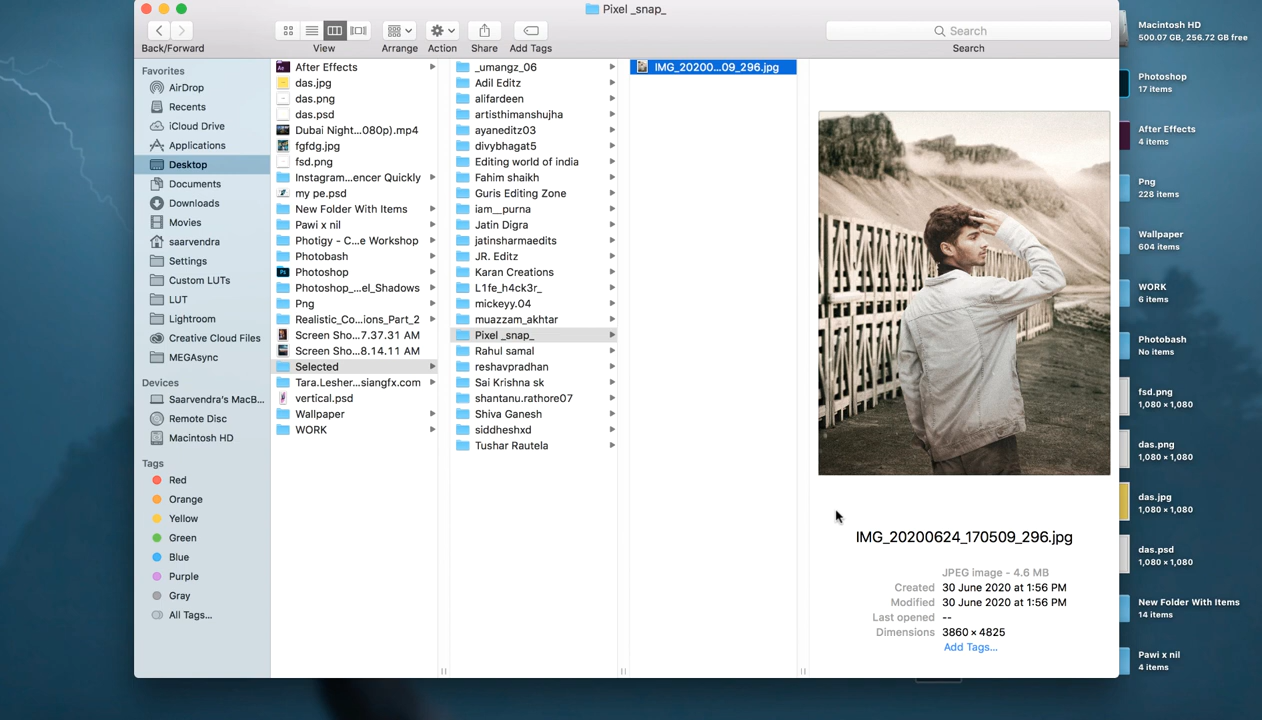 Pixel _snap_
Back/Forward
View
Arrange
Action
Share
Add Tags
Search
Search
Favorites
AirDrop
Recents
iCloud Drive
Applications
Desktop
Documents
Downloads
Movies
saarvendra
Settings
Custom LUTs
LUT
Lightroom
Creative Cloud Files
MEGAsync
Devices
Saarvendra's MacB...
Remote Disc
Macintosh HD
Tags
Red
Orange
Yellow
Green
Blue
Purple
Gray
All Tags...
After Effects
das.jpg
das.png
das.psd
Dubai Night...080p).mp4
fgfdg.jpg
fsd.png
Instagram...encer Quickly
my pe.psd
New Folder With Items
Pawi x nil
Photigy - C...e Workshop
Photobash
Photoshop
Photoshop_...el_Shadows
Png
Realistic_Co...ions_Part_2
Screen Sho...7.37.31 AM
Screen Sho...8.14.11 AM
Selected
Tara.Lesher...siangfx.com
vertical.psd
Wallpaper
WORK
_umangz_06
Adil Editz
alifardeen
artisthimanshujha
ayaneditz03
divybhagat5
Editing world of india
Fahim shaikh
Guris Editing Zone
iam__purna
Jatin Digra
jatinsharmaedits
JR. Editz
Karan Creations
L1fe_h4ck3r_
mickeyy.04
muazzam_akhtar
Pixel _snap_
Rahul samal
reshavpradhan
Sai Krishna sk
shantanu.rathore07
Shiva Ganesh
siddheshxd
Tushar Rautela
IMG_20200...09_296.jpg
IMG_20200624_170509_296.jpg
JPEG image - 4.6 MB
Created 30 June 2020 at 1:56 PM
Modified 30 June 2020 at 1:56 PM
Last opened --
Dimensions 3860 × 4825
Add Tags...
Macintosh HD
500.07 GB, 256.72 GB free
Photoshop
17 items
After Effects
4 items
Png
228 items
Wallpaper
604 items
WORK
6 items
Photobash
No items
fsd.png
1,080 × 1,080
das.png
1,080 × 1,080
das.jpg
1,080 × 1,080
das.psd
1,080 × 1,080
New Folder With Items
14 items
Pawi x nil
4 items